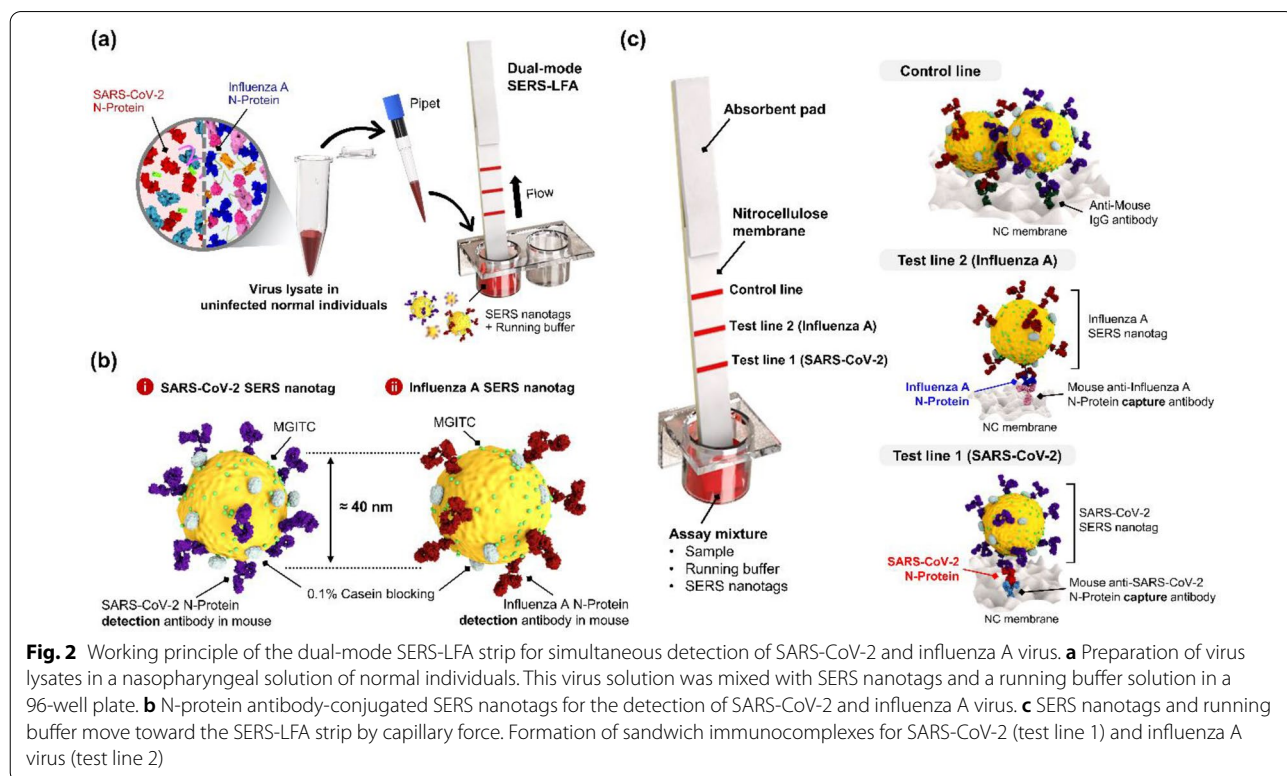 (a)
SARS-CoV-2
N-Protein
Influenza A
N-Protein
Pipet
Dual-mode
SERS-LFA
Flow
Virus lysate in
uninfected normal individuals
SERS nanotags
+ Running buffer
(b)
i SARS-CoV-2 SERS nanotag
ii Influenza A SERS nanotag
MGITC
MGITC
≈ 40 nm
0.1% Casein blocking
SARS-CoV-2 N-Protein
detection antibody in mouse
Influenza A N-Protein
detection antibody in mouse
(c)
Absorbent pad
Nitrocellulose
membrane
Control line
Test line 2 (Influenza A)
Test line 1 (SARS-CoV-2)
Assay mixture
• Sample
• Running buffer
• SERS nanotags
Control line
Anti-Mouse
IgG antibody
NC membrane
Test line 2 (Influenza A)
Influenza A
SERS nanotag
Influenza A
N-Protein
Mouse anti-Influenza A
N-Protein capture antibody
NC membrane
Test line 1 (SARS-CoV-2)
SARS-CoV-2
SERS nanotag
SARS-CoV-2
N-Protein
Mouse anti-SARS-CoV-2
N-Protein capture antibody
NC membrane
Fig. 2 Working principle of the dual-mode SERS-LFA strip for simultaneous detection of SARS-CoV-2 and influenza A virus. a Preparation of virus
lysates in a nasopharyngeal solution of normal individuals. This virus solution was mixed with SERS nanotags and a running buffer solution in a
96-well plate. b N-protein antibody-conjugated SERS nanotags for the detection of SARS-CoV-2 and influenza A virus. c SERS nanotags and running
buffer move toward the SERS-LFA strip by capillary force. Formation of sandwich immunocomplexes for SARS-CoV-2 (test line 1) and influenza A
virus (test line 2)